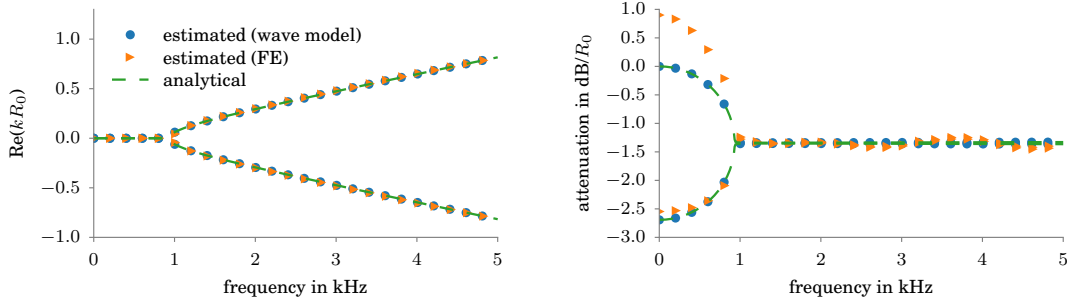 1.0
0.5
0.0
−0.5
−1.0
Re(kR₀)
0 1 2 3 4 5
frequency in kHz
estimated (wave model)
estimated (FE)
analytical
1.0
0.5
0.0
−0.5
−1.0
−1.5
−2.0
−2.5
−3.0
attenuation in dB/R₀
0 1 2 3 4 5
frequency in kHz